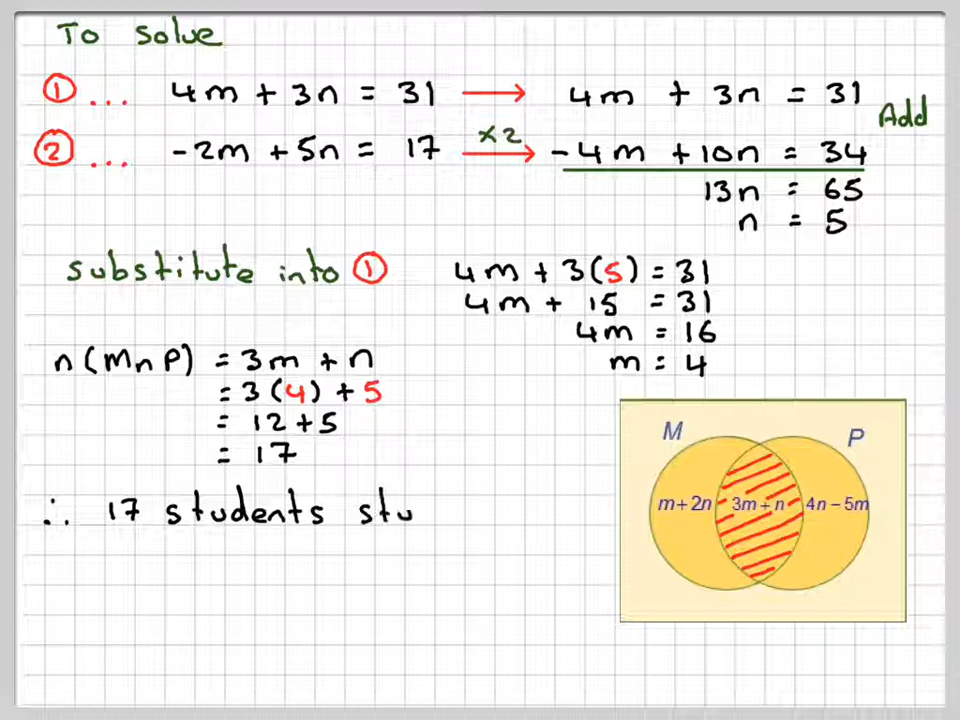 To solve
① ... 4m + 3n = 31 → 4m + 3n = 31
Add
② ... -2m + 5n = 17 ×2 → -4m + 10n = 34
13n = 65
n = 5
substitute into ① 4m + 3(5) = 31
4m + 15 = 31
4m = 16
m = 4
n(M∩P) = 3m + n
= 3(4) + 5
= 12 + 5
= 17
M P
m + 2n 3m + n 4n − 5m
∴ 17 students stu